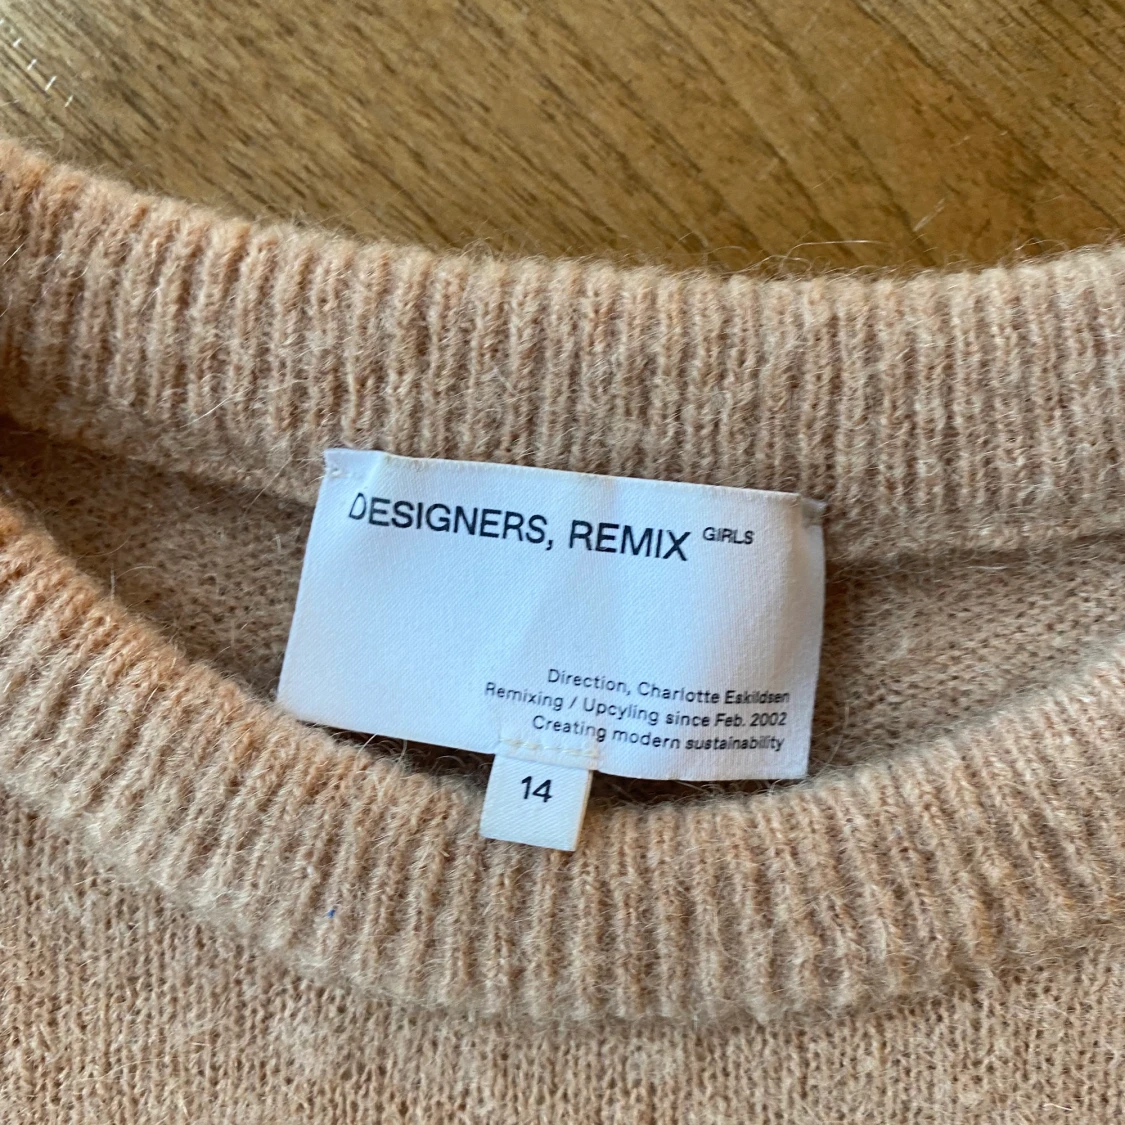 DESIGNERS, REMIX GIRLS
Direction, Charlotte Eskildsen
Remixing / Upcyling since Feb. 2002
Creating modern sustainability
14